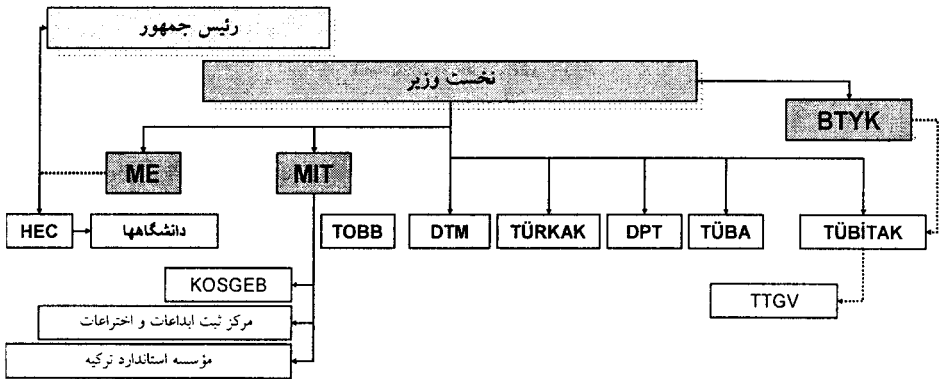 رئیس جمهور
نخست وزیر
BTYK
ME
MIT
HEC
دانشگاهها
TOBB
DTM
TÜRKAK
DPT
TÜBA
TÜBİTAK
KOSGEB
TTGV
مرکز ثبت ابداعات و اختراعات
مؤسسه استاندارد ترکیه